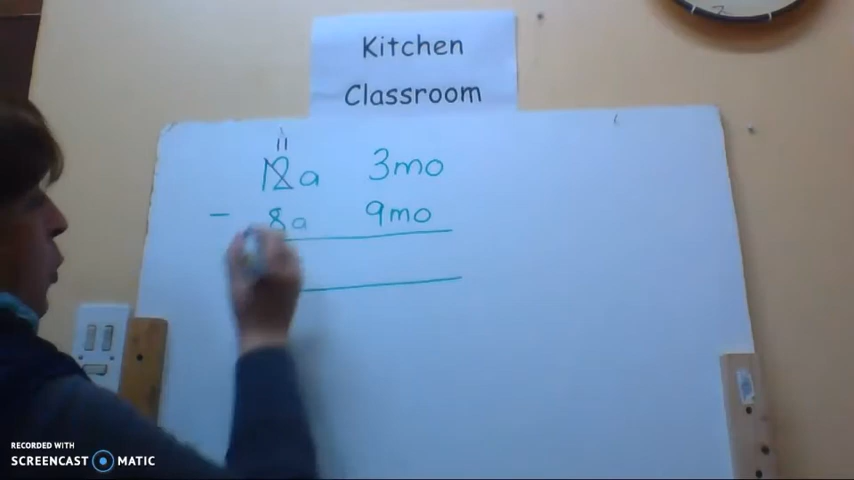 Kitchen
Classroom
11
12a 3mo
- 8a 9mo
RECORDED WITH
SCREENCAST MATIC